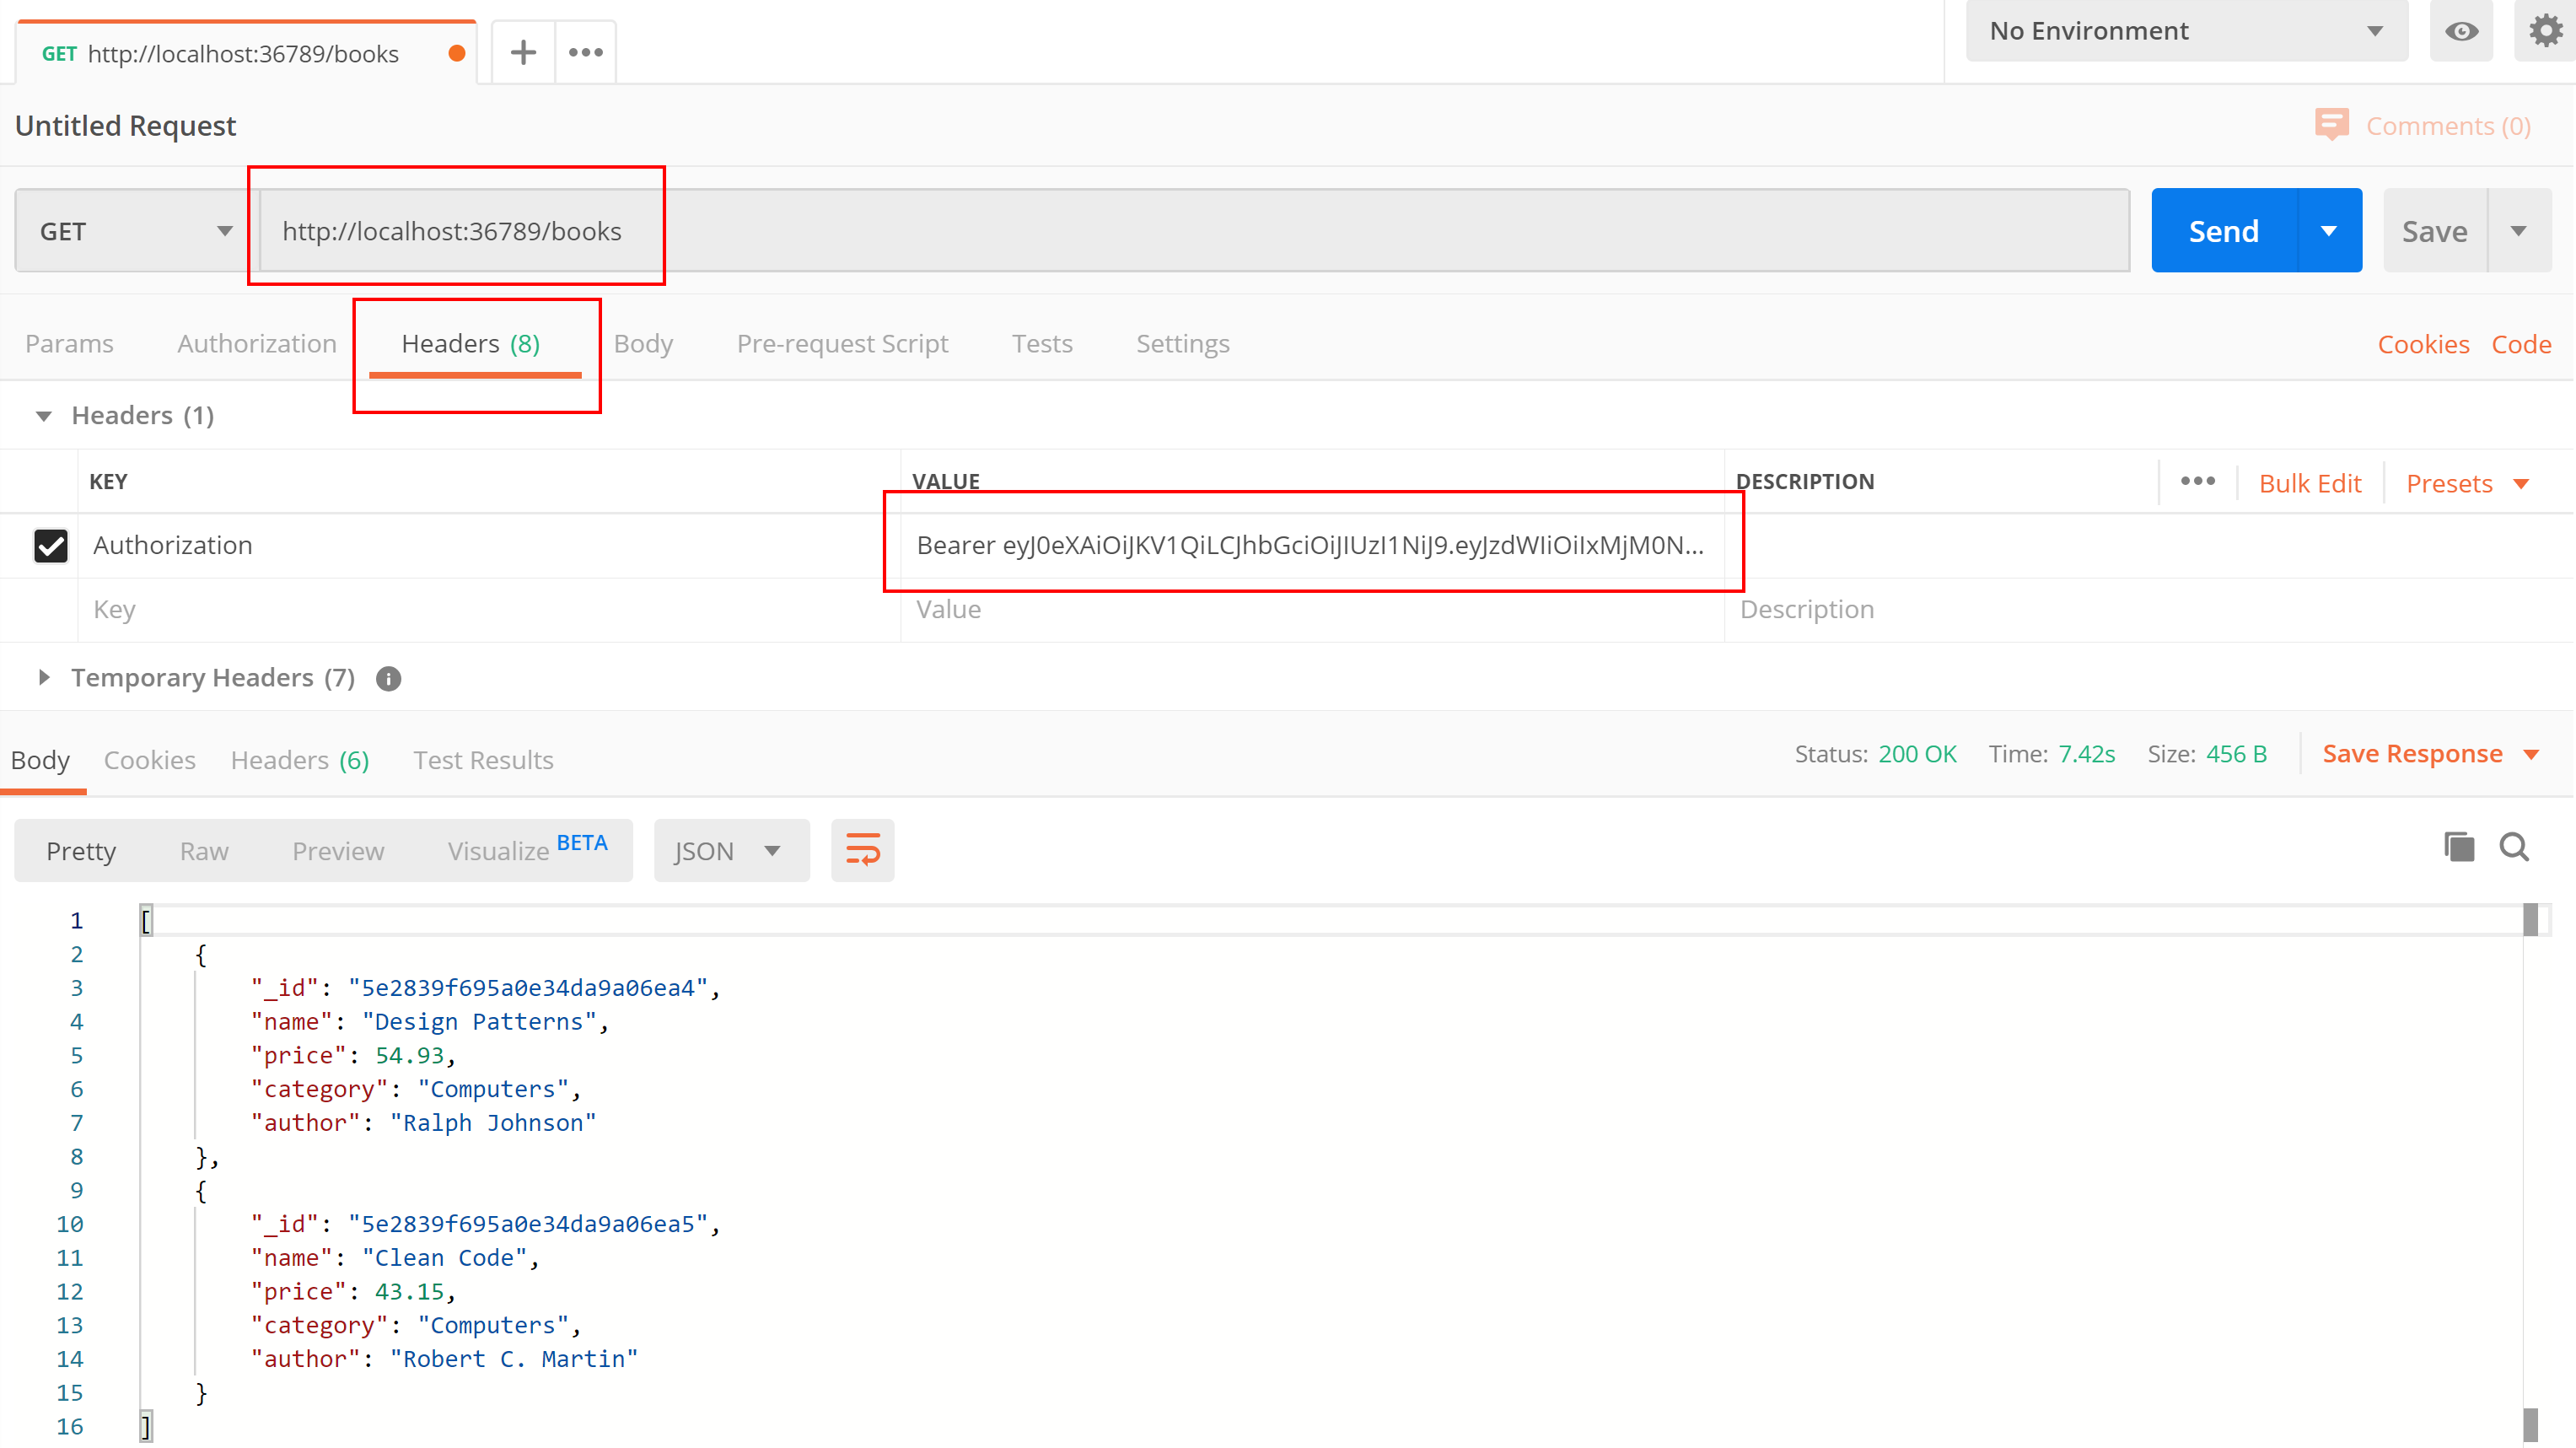 GET http://localhost:36789/books
No Environment
Untitled Request
Comments (0)
GET http://localhost:36789/books Send Save
Params Authorization Headers (8) Body Pre-request Script Tests Settings Cookies Code
Headers (1)
KEY VALUE DESCRIPTION Bulk Edit Presets
Authorization Bearer eyJ0eXAiOiJKV1QiLCJhbGciOiJIUzI1NiJ9.eyJzdWIiOiIxMjM0N...
Key Value Description
Temporary Headers (7)
Body Cookies Headers (6) Test Results Status: 200 OK Time: 7.42s Size: 456 B Save Response
Pretty Raw Preview Visualize BETA JSON
1 [
2 {
3 "_id": "5e2839f695a0e34da9a06ea4",
4 "name": "Design Patterns",
5 "price": 54.93,
6 "category": "Computers",
7 "author": "Ralph Johnson"
8 },
9 {
10 "_id": "5e2839f695a0e34da9a06ea5",
11 "name": "Clean Code",
12 "price": 43.15,
13 "category": "Computers",
14 "author": "Robert C. Martin"
15 }
16 ]